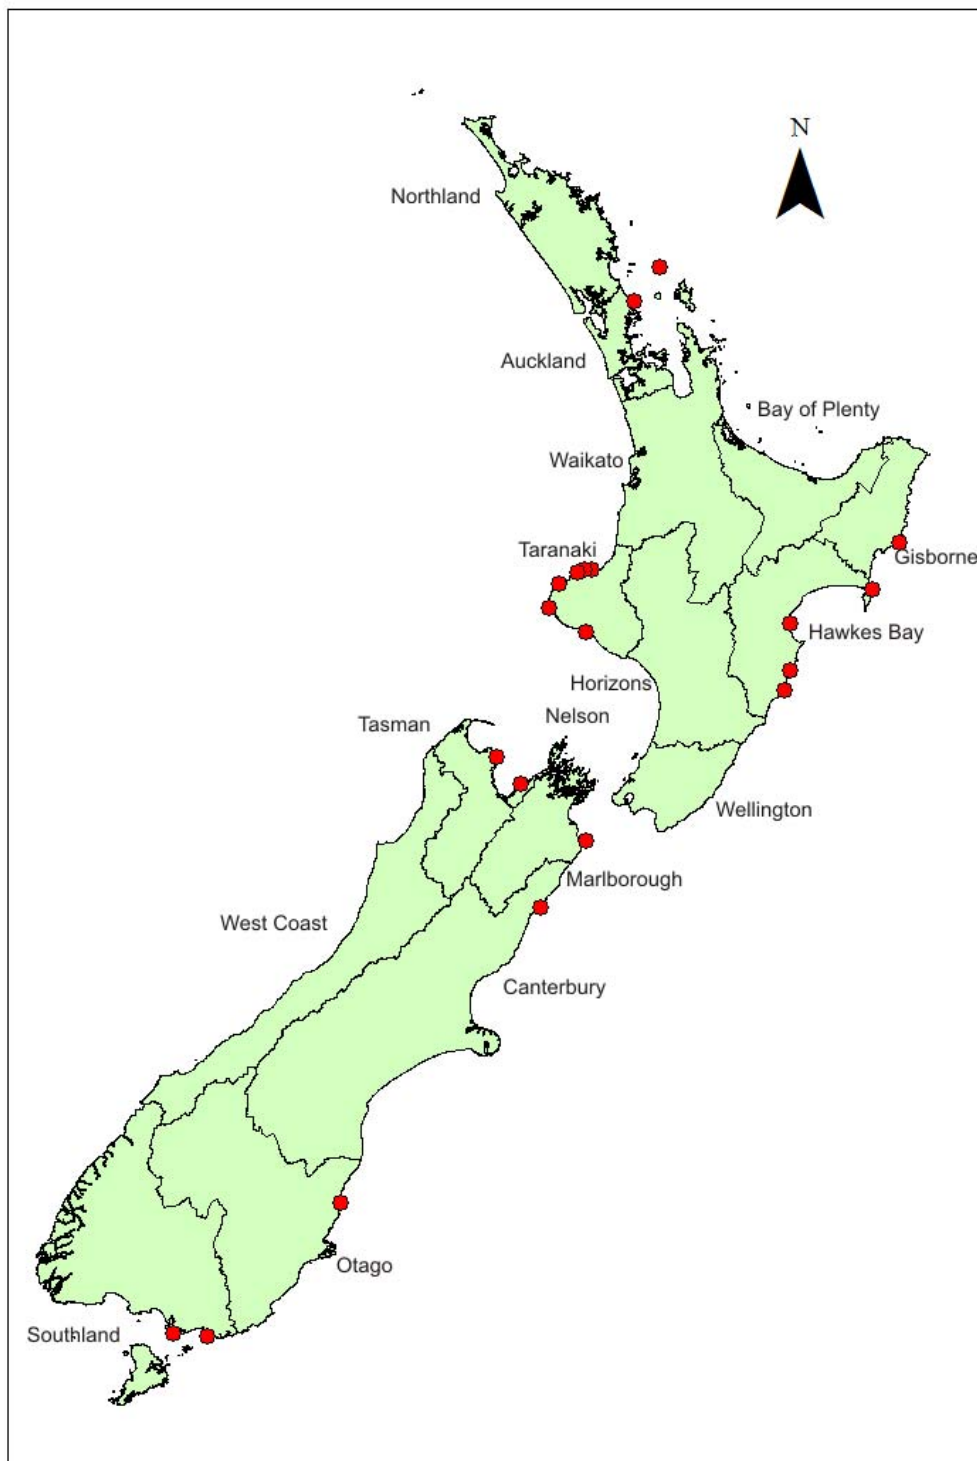 N
Northland
Auckland
Bay of Plenty
Waikato
Taranaki
Gisborne
Hawkes Bay
Horizons
Nelson
Tasman
Wellington
Marlborough
West Coast
Canterbury
Otago
Southland